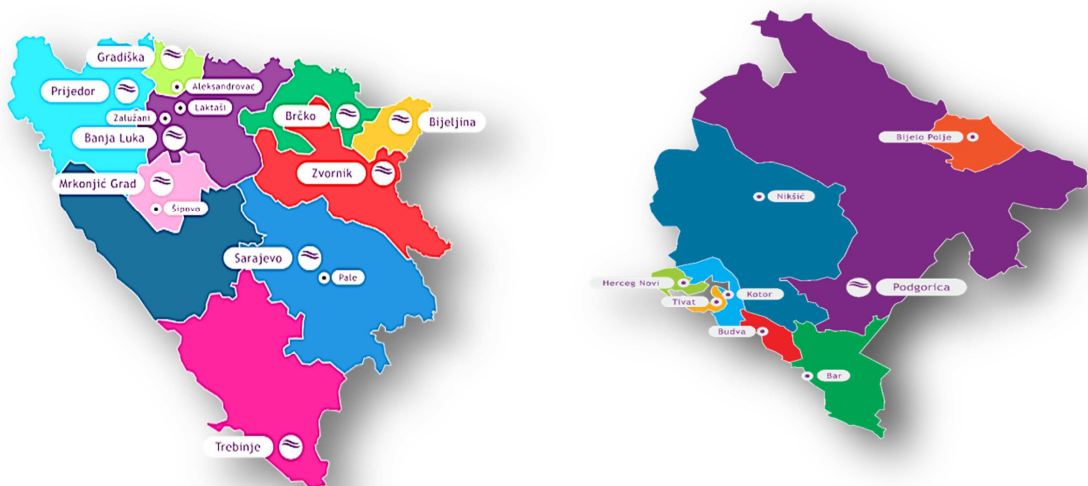 Gradiška
Aleksandrovac
Prijedor
Laktaši
Zalužani
Banja Luka
Brčko
Bijeljina
Mrkonjić Grad
Zvornik
Šipovo
Sarajevo
Pale
Trebinje
Bijelo Polje
Nikšić
Herceg Novi
Podgorica
Kotor
Tivat
Budva
Bar